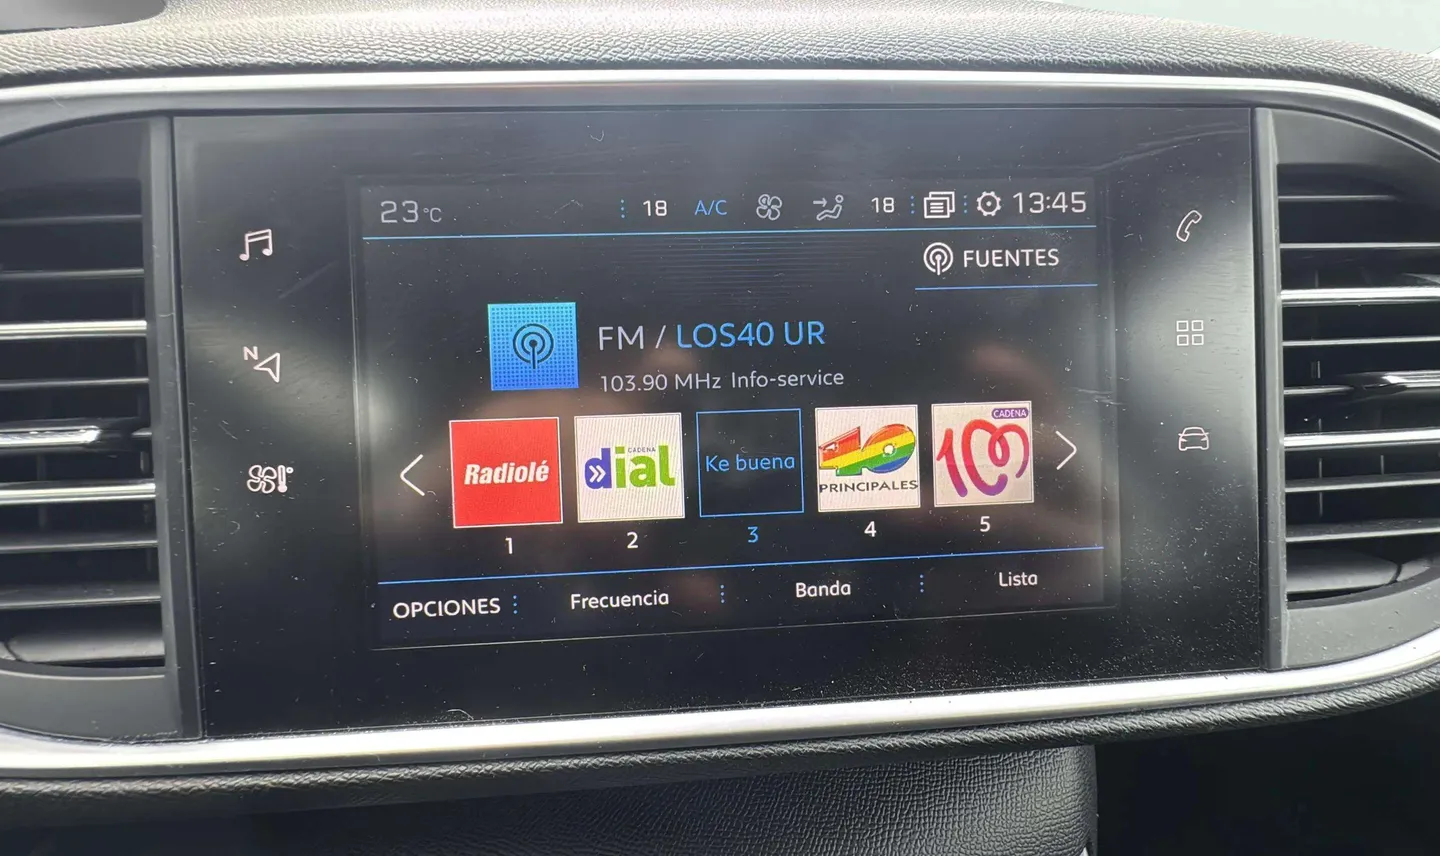 23°C 18 A/C 18 13:45
FUENTES
N
FM / LOS40 UR
103.90 MHz Info-service
Radiolé
CADENA
dial
Ke buena
40
PRINCIPALES
CADENA
100
1 2 3 4 5
OPCIONES Frecuencia Banda Lista